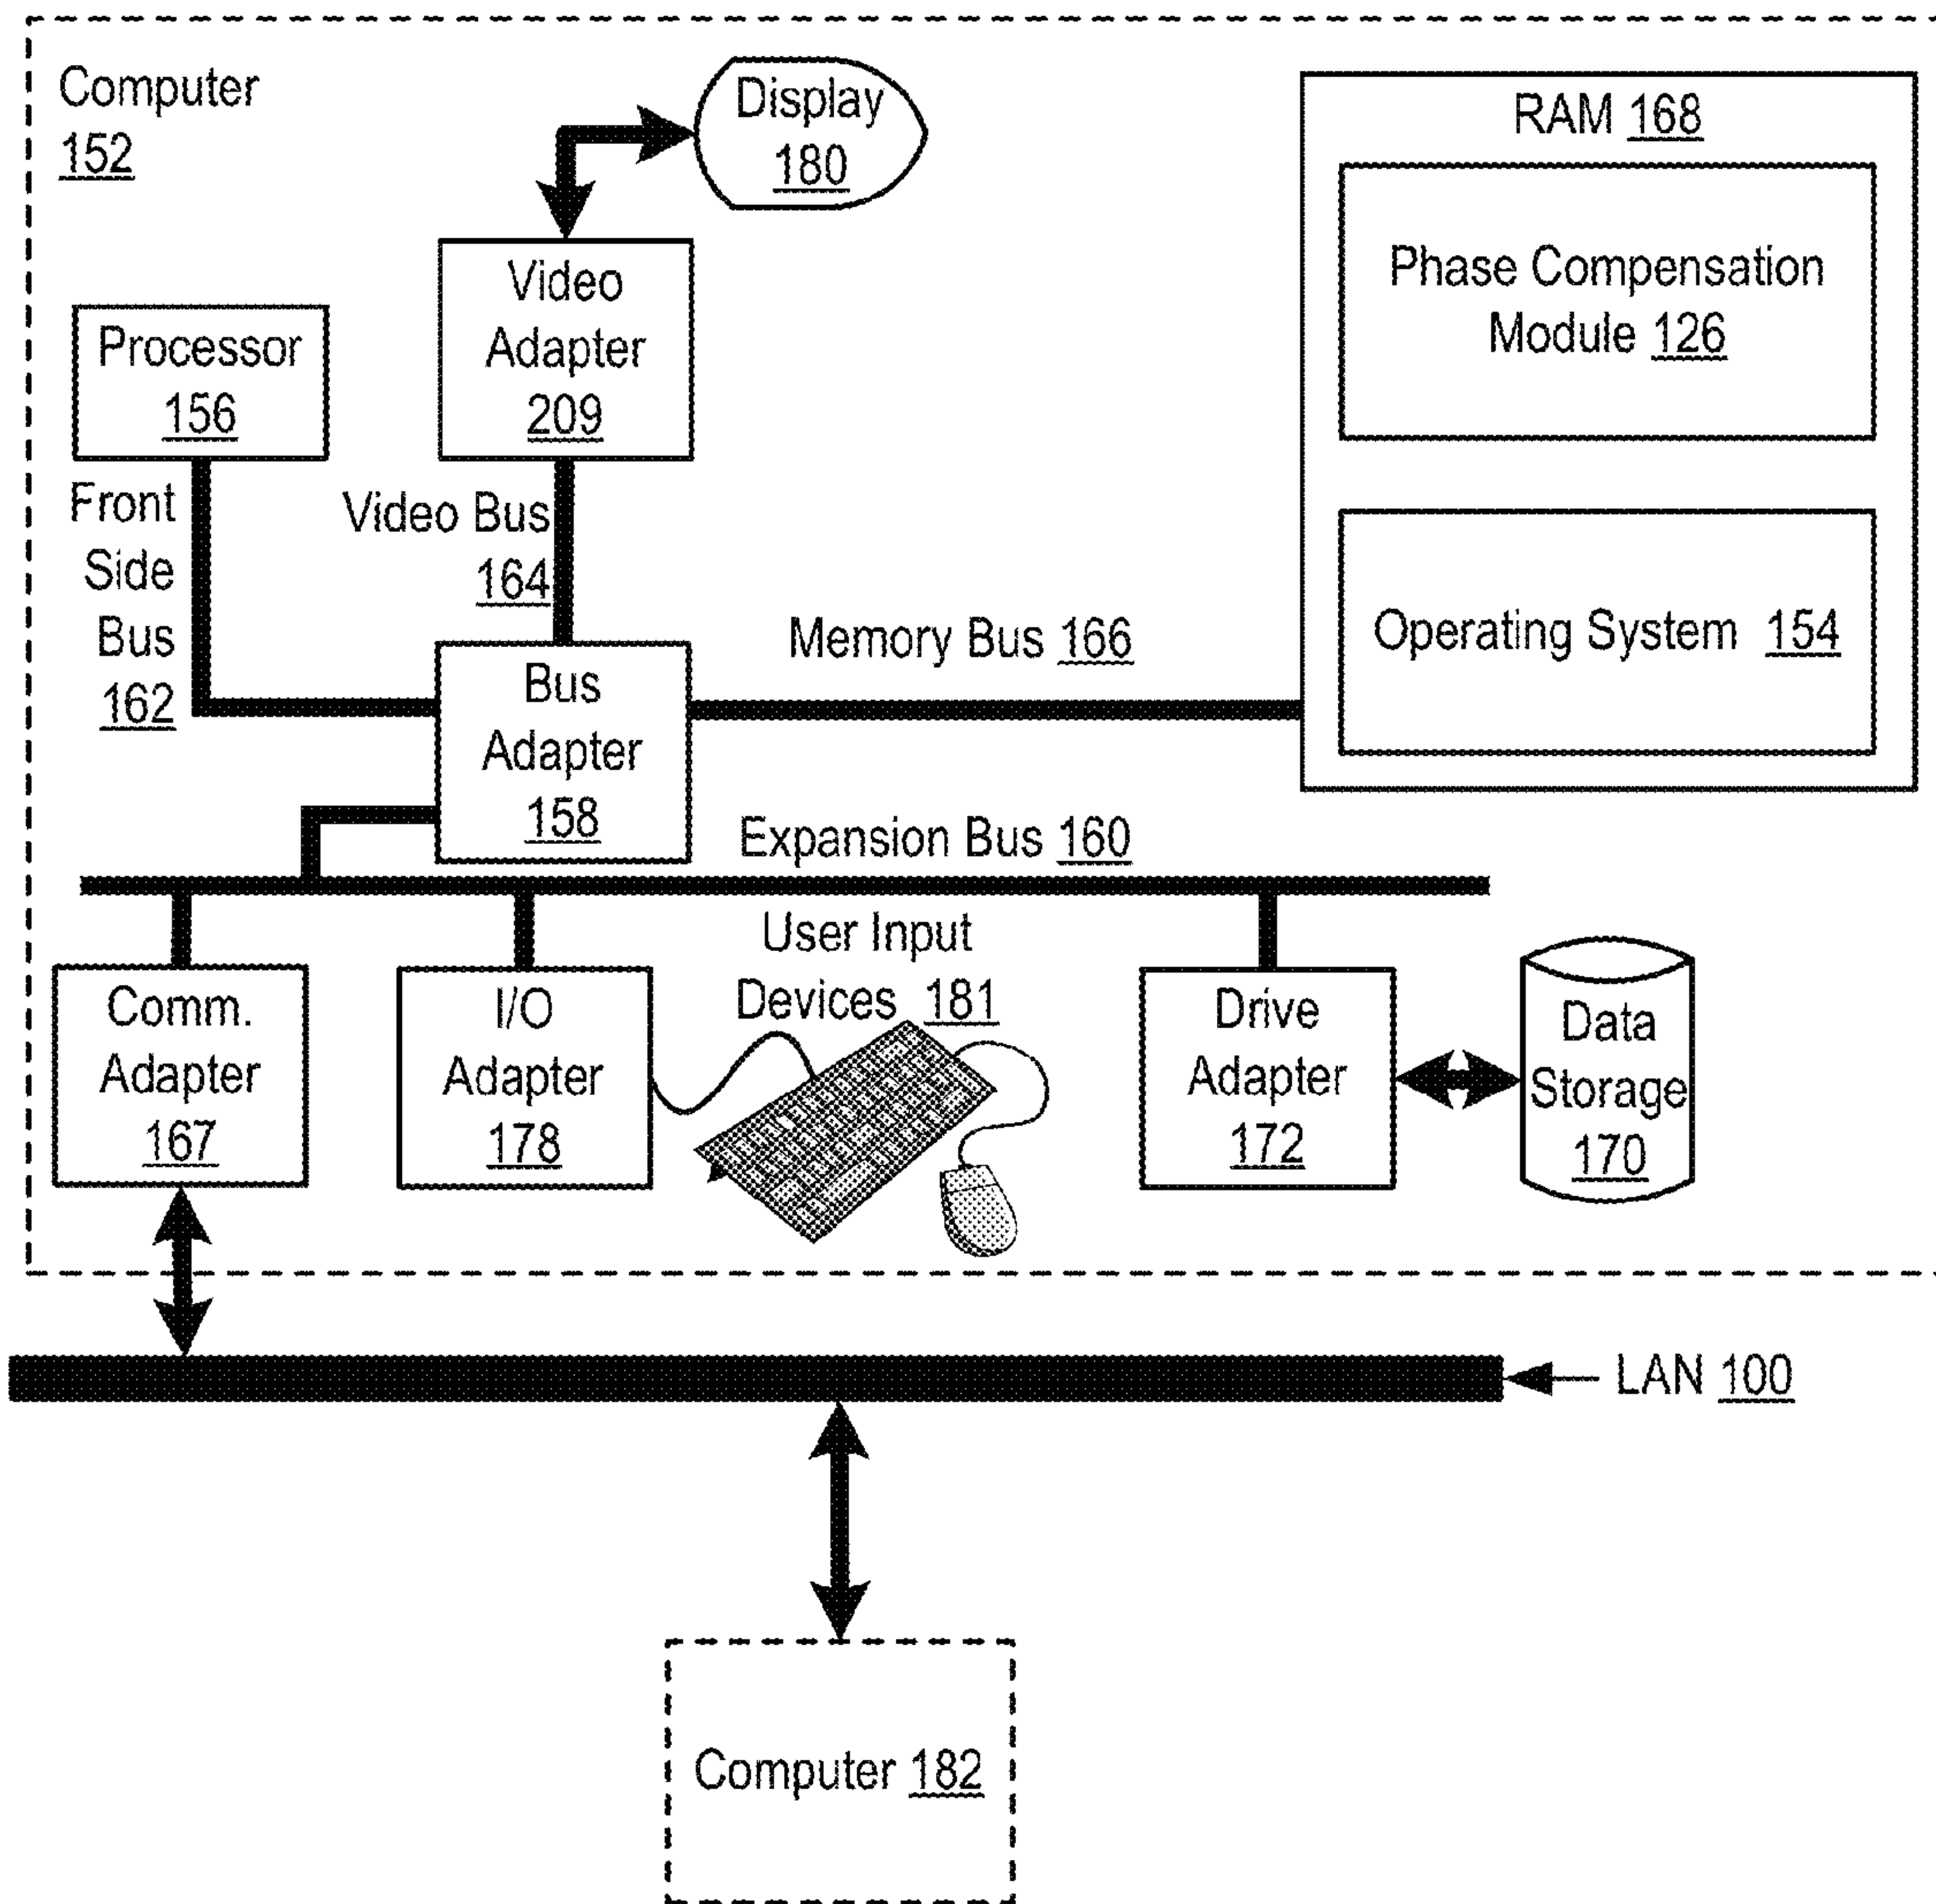 Computer
152
Display
180
RAM 168
Phase Compensation
Module 126
Operating System 154
Video
Adapter
209
Processor
156
Front
Side
Bus
162
Video Bus
164
Memory Bus 166
Bus
Adapter
158
Expansion Bus 160
Comm.
Adapter
167
I/O
Adapter
178
User Input
Devices 181
Drive
Adapter
172
Data
Storage
170
LAN 100
Computer 182